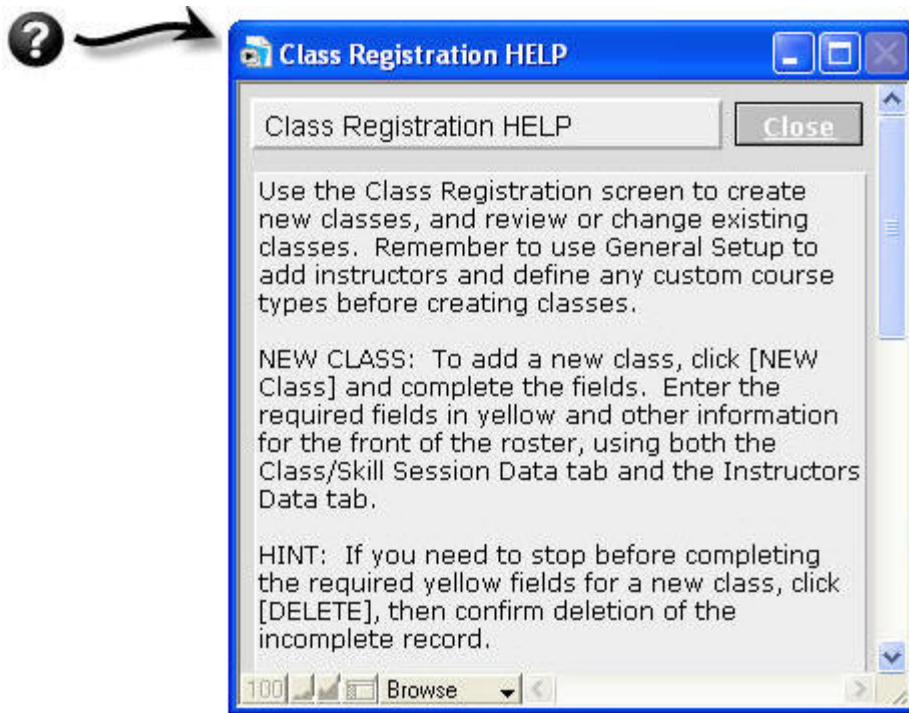 ?
Class Registration HELP
Class Registration HELP
Close
Use the Class Registration screen to create
new classes, and review or change existing
classes.  Remember to use General Setup to
add instructors and define any custom course
types before creating classes.
NEW CLASS:  To add a new class, click [NEW
Class] and complete the fields.  Enter the
required fields in yellow and other information
for the front of the roster, using both the
Class/Skill Session Data tab and the Instructors
Data tab.
HINT:  If you need to stop before completing
the required yellow fields for a new class, click
[DELETE], then confirm deletion of the
incomplete record.
100 Browse